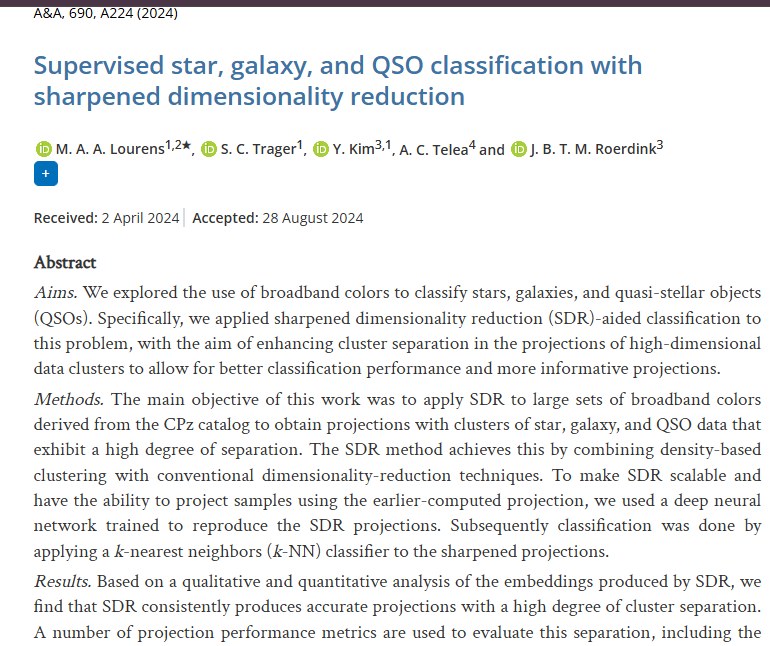 A&A, 690, A224 (2024)
Supervised star, galaxy, and QSO classification with
sharpened dimensionality reduction
iD M. A. A. Lourens1,2★, iD S. C. Trager1, iD Y. Kim3,1, A. C. Telea4 and iD J. B. T. M. Roerdink3
+
Received: 2 April 2024 | Accepted: 28 August 2024
Abstract
Aims. We explored the use of broadband colors to classify stars, galaxies, and quasi-stellar objects
(QSOs). Specifically, we applied sharpened dimensionality reduction (SDR)-aided classification to
this problem, with the aim of enhancing cluster separation in the projections of high-dimensional
data clusters to allow for better classification performance and more informative projections.
Methods. The main objective of this work was to apply SDR to large sets of broadband colors
derived from the CPz catalog to obtain projections with clusters of star, galaxy, and QSO data that
exhibit a high degree of separation. The SDR method achieves this by combining density-based
clustering with conventional dimensionality-reduction techniques. To make SDR scalable and
have the ability to project samples using the earlier-computed projection, we used a deep neural
network trained to reproduce the SDR projections. Subsequently classification was done by
applying a k-nearest neighbors (k-NN) classifier to the sharpened projections.
Results. Based on a qualitative and quantitative analysis of the embeddings produced by SDR, we
find that SDR consistently produces accurate projections with a high degree of cluster separation.
A number of projection performance metrics are used to evaluate this separation, including the